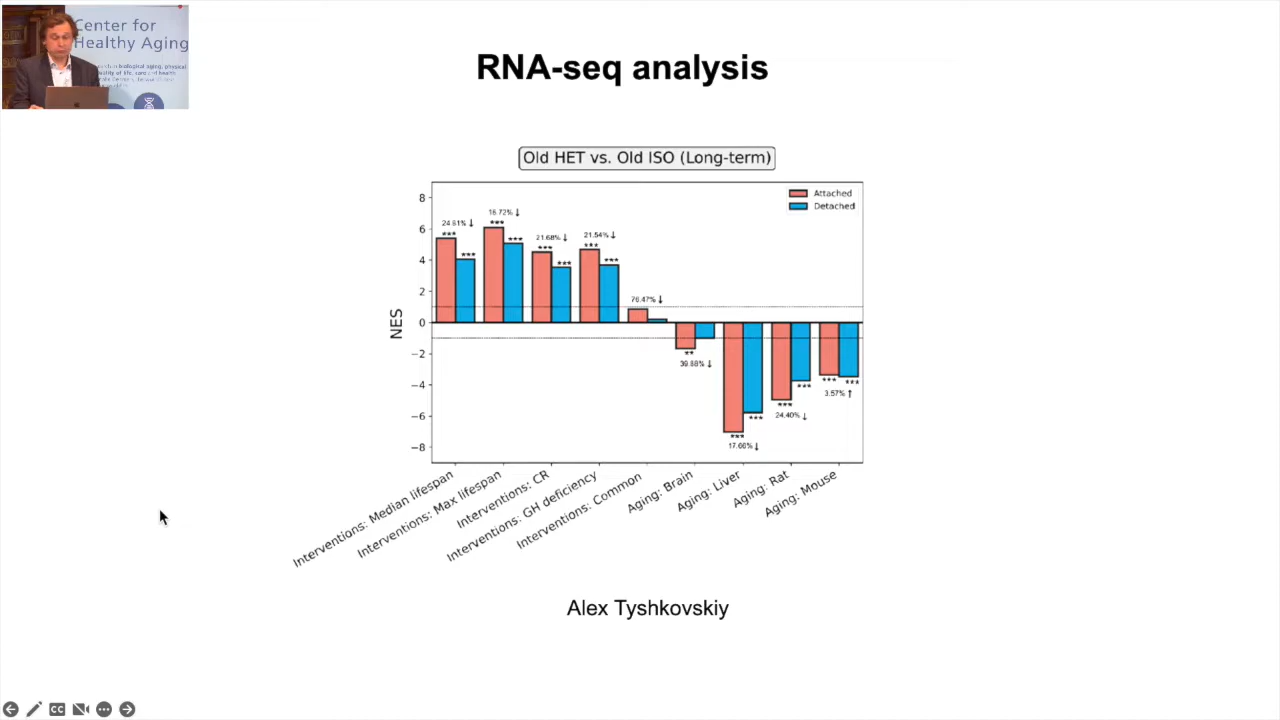 Center for
Healthy Aging
RNA-seq analysis
Old HET vs. Old ISO (Long-term)
Attached
Detached
NES
8
6
4
2
0
−2
−4
−6
−8
24.61% ↓
***
***
16.72% ↓
***
***
21.68% ↓
***
***
21.54% ↓
***
***
76.47% ↓
**
39.88% ↓
***
***
17.60% ↓
***
***
24.40% ↓
***
***
3.57% ↑
Interventions: Median lifespan
Interventions: Max lifespan
Interventions: CR
Interventions: GH deficiency
Interventions: Common
Aging: Brain
Aging: Liver
Aging: Rat
Aging: Mouse
Alex Tyshkovskiy
CC